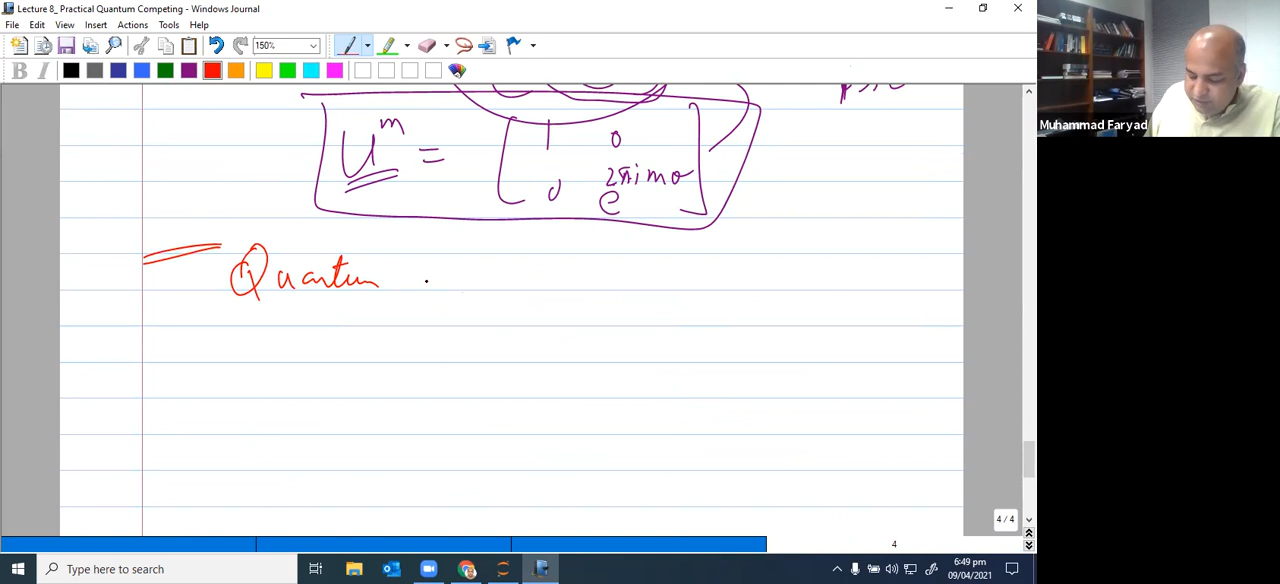 Lecture 8_ Practical Quantum Competing - Windows Journal
File Edit View Insert Actions Tools Help
150%
B I
Muhammad Faryad
U^m = [ 1 0
0 e^{2πimθ} ]
Quantum
4 / 4
4
Type here to search
6:49 pm
09/04/2021